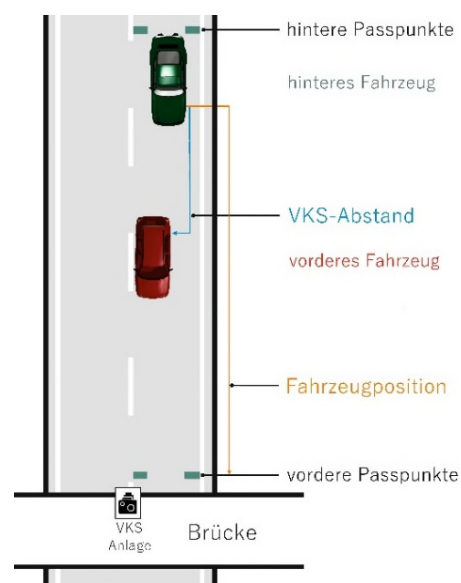 hintere Passpunkte
hinteres Fahrzeug
VKS-Abstand
vorderes Fahrzeug
Fahrzeugposition
vordere Passpunkte
VKS
Anlage
Brücke